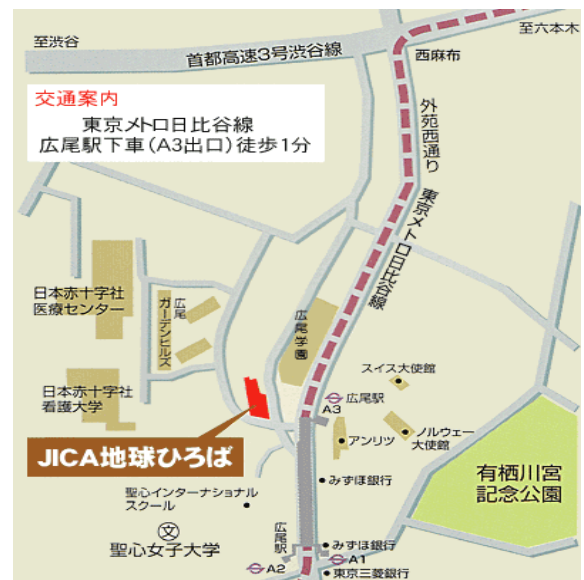 至渋谷
首都高速3号渋谷線
至六本木
西麻布
交通案内
東京メトロ日比谷線
広尾駅下車(A3出口)徒歩1分
外苑西通り
東京メトロ日比谷線
日本赤十字社
医療センター
広尾
ガーデンヒルズ
広尾学園
スイス大使館
日本赤十字社
看護大学
広尾駅
A3
アンリツ
ノルウェー
大使館
JICA地球ひろば
有栖川宮
記念公園
みずほ銀行
聖心インターナショナル
スクール
文
聖心女子大学
広尾駅
みずほ銀行
A2
A1
東京三菱銀行